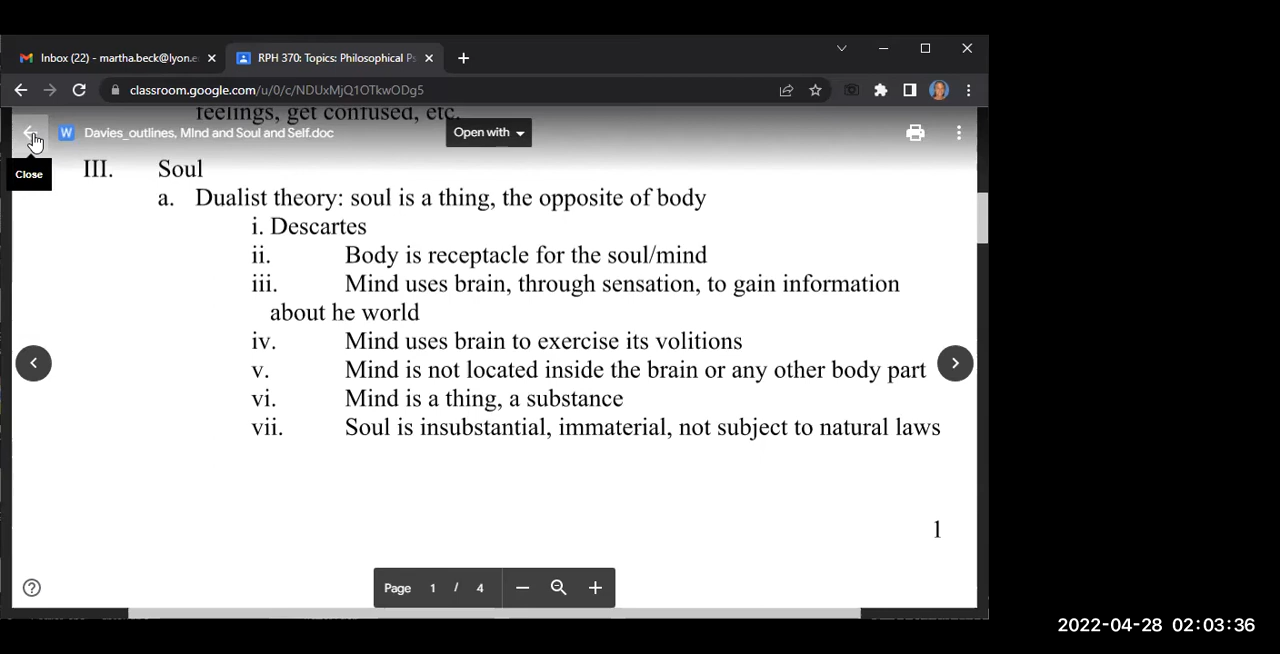 Inbox (22) - martha.beck@lyon.e
RPH 370: Topics: Philosophical Ps
classroom.google.com/u/0/c/NDUxMjQ1OTkwODg5
feelings, get confused, etc.
Davies_outlines, MInd and Soul and Self.doc
Open with
Close
III. Soul
a. Dualist theory: soul is a thing, the opposite of body
i. Descartes
ii. Body is receptacle for the soul/mind
iii. Mind uses brain, through sensation, to gain information
about he world
iv. Mind uses brain to exercise its volitions
v. Mind is not located inside the brain or any other body part
vi. Mind is a thing, a substance
vii. Soul is insubstantial, immaterial, not subject to natural laws
1
Page 1 / 4
2022-04-28 02:03:36